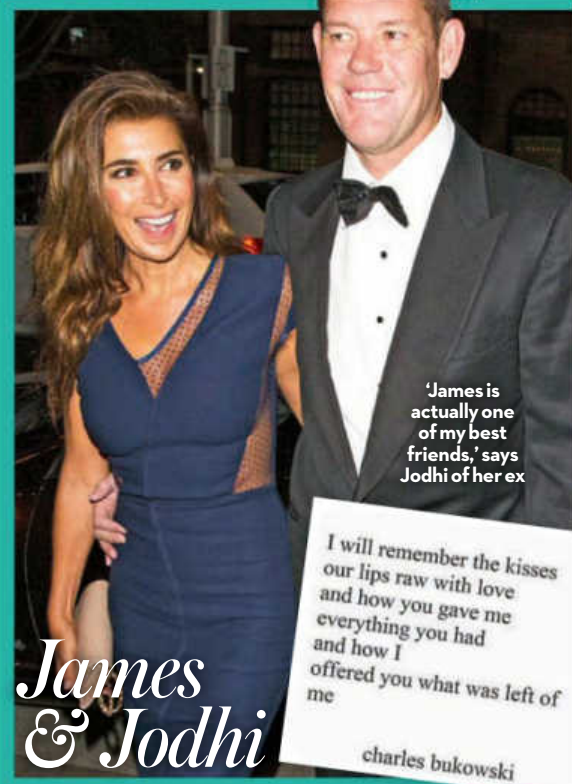 'James is
actually one
of my best
friends,' says
Jodhi of her ex
I will remember the kisses
our lips raw with love
and how you gave me
everything you had
and how I
offered you what was left of
me
charles bukowski
James
& Jodhi